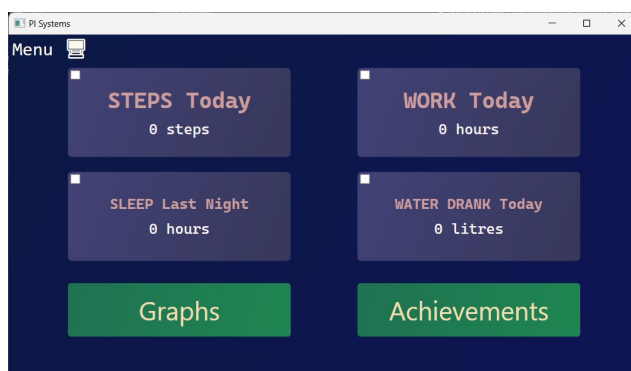 PI Systems
Menu
STEPS Today
0 steps
WORK Today
0 hours
SLEEP Last Night
0 hours
WATER DRANK Today
0 litres
Graphs
Achievements